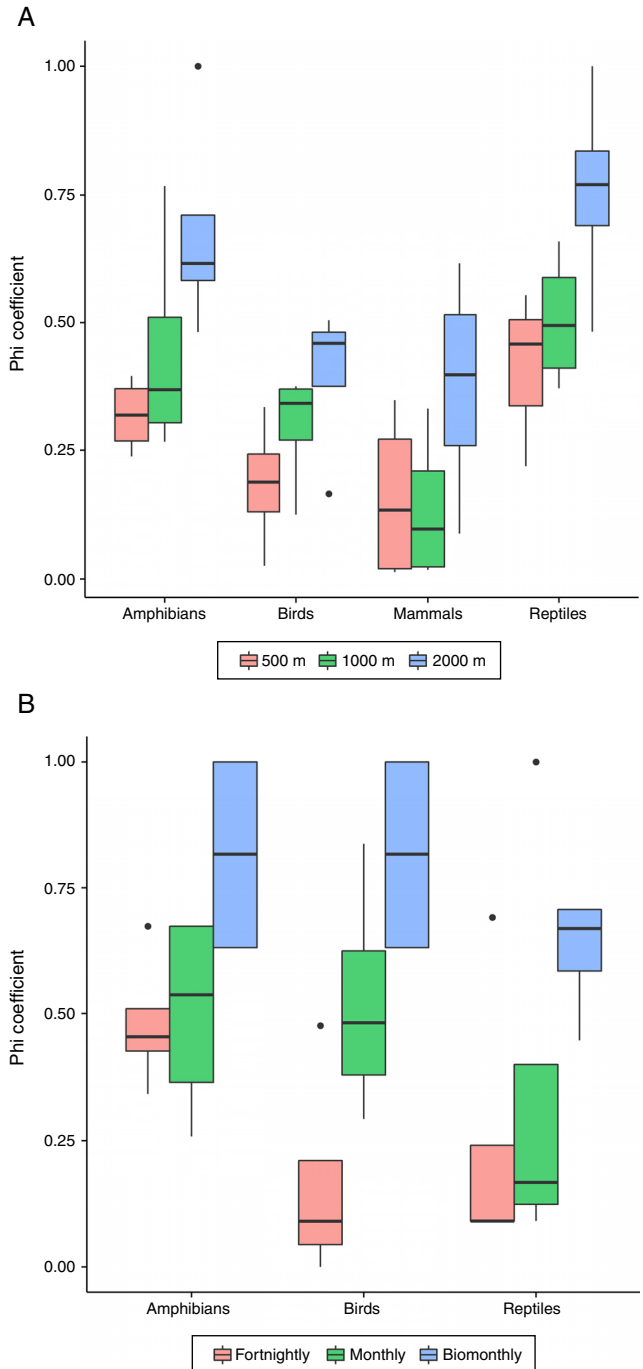 A
1.00
0.75
0.50
0.25
0.00
Phi coefficient
Amphibians Birds Mammals Reptiles
500 m 1000 m 2000 m
B
1.00
0.75
0.50
0.25
0.00
Phi coefficient
Amphibians Birds Reptiles
Fortnightly Monthly Biomonthly